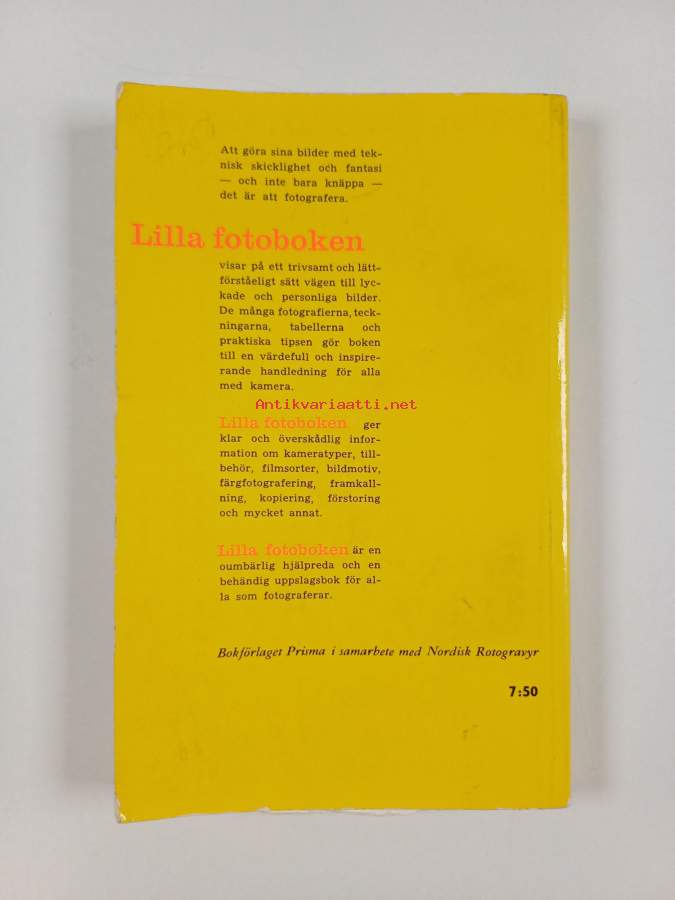 Att göra sina bilder med tek-
nisk skicklighet och fantasi
— och inte bara knäppa —
det är att fotografera.
Lilla fotoboken
visar på ett trivsamt och lätt-
förståeligt sätt vägen till lyc-
kade och personliga bilder.
De många fotografierna, teck-
ningarna, tabellerna och
praktiska tipsen gör boken
till en värdefull och inspire-
rande handledning för alla
med kamera.
Antikvariaatti.net
Lilla fotoboken ger
klar och överskådlig infor-
mation om kameratyper, till-
behör, filmsorter, bildmotiv,
färgfotografering, framkall-
ning, kopiering, förstoring
och mycket annat.
Lilla fotoboken är en
oumbärlig hjälpreda och en
behändig uppslagsbok för al-
la som fotograferar.
Bokförlaget Prisma i samarbete med Nordisk Rotogravyr
7:50